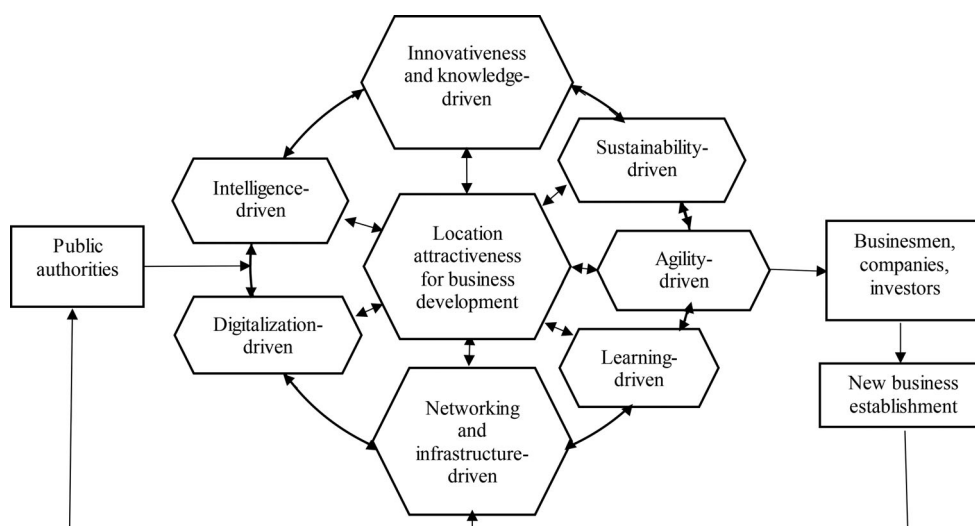 Innovativeness
and knowledge-
driven
Sustainability-
driven
Intelligence-
driven
Public
authorities
Location
attractiveness
for business
development
Agility-
driven
Businesmen,
companies,
investors
Digitalization-
driven
Learning-
driven
New business
establishment
Networking
and
infrastructure-
driven